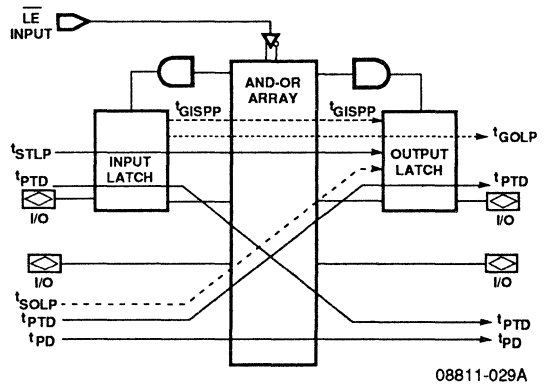 LE
INPUT
AND-OR
ARRAY
tGISPP
tGISPP
tGOLP
tSTLP
INPUT
LATCH
OUTPUT
LATCH
tPTD
tPTD
I/O
I/O
I/O
I/O
tSOLP
tPTD
tPTD
tPD
tPD
08811-029A